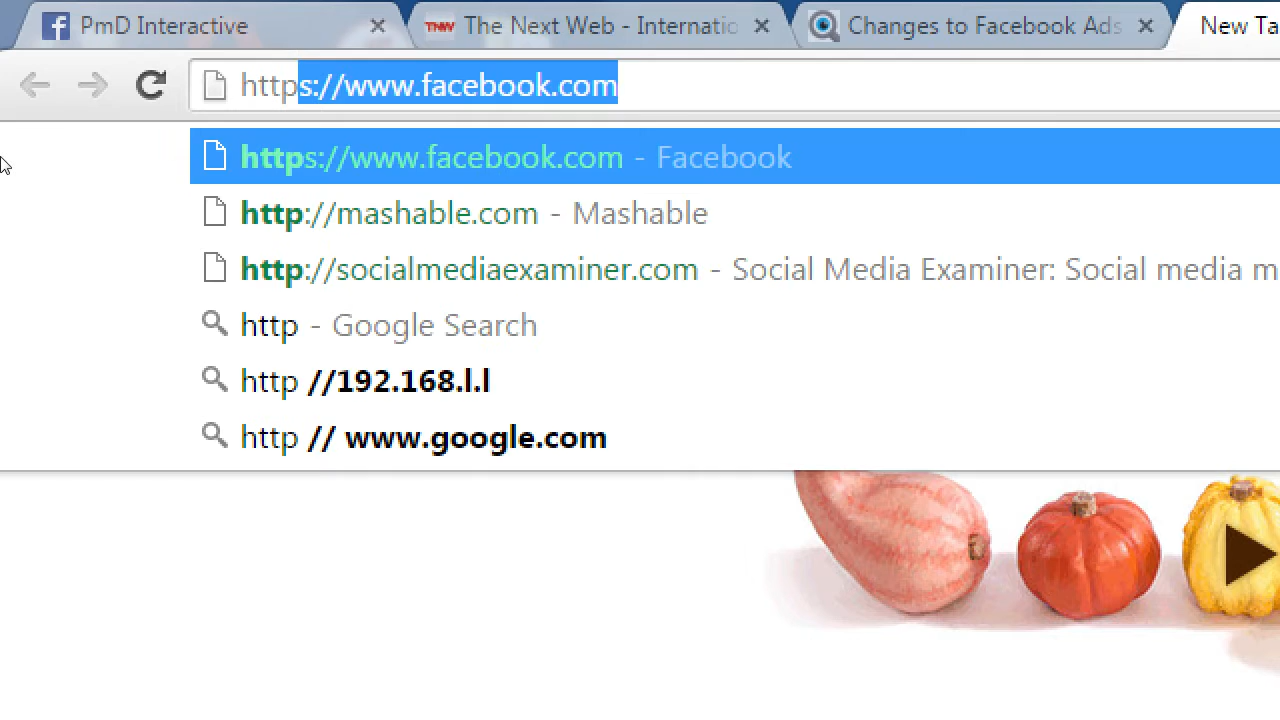 PmD Interactive
TNW The Next Web - Internatio
Changes to Facebook Ads
New Ta
https://www.facebook.com
https://www.facebook.com - Facebook
http://mashable.com - Mashable
http://socialmediaexaminer.com - Social Media Examiner: Social media m
http - Google Search
http //192.168.l.l
http // www.google.com